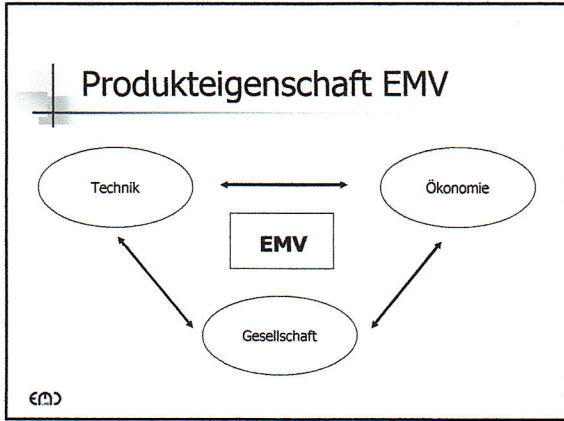 Produkteigenschaft EMV
Technik
Ökonomie
EMV
Gesellschaft